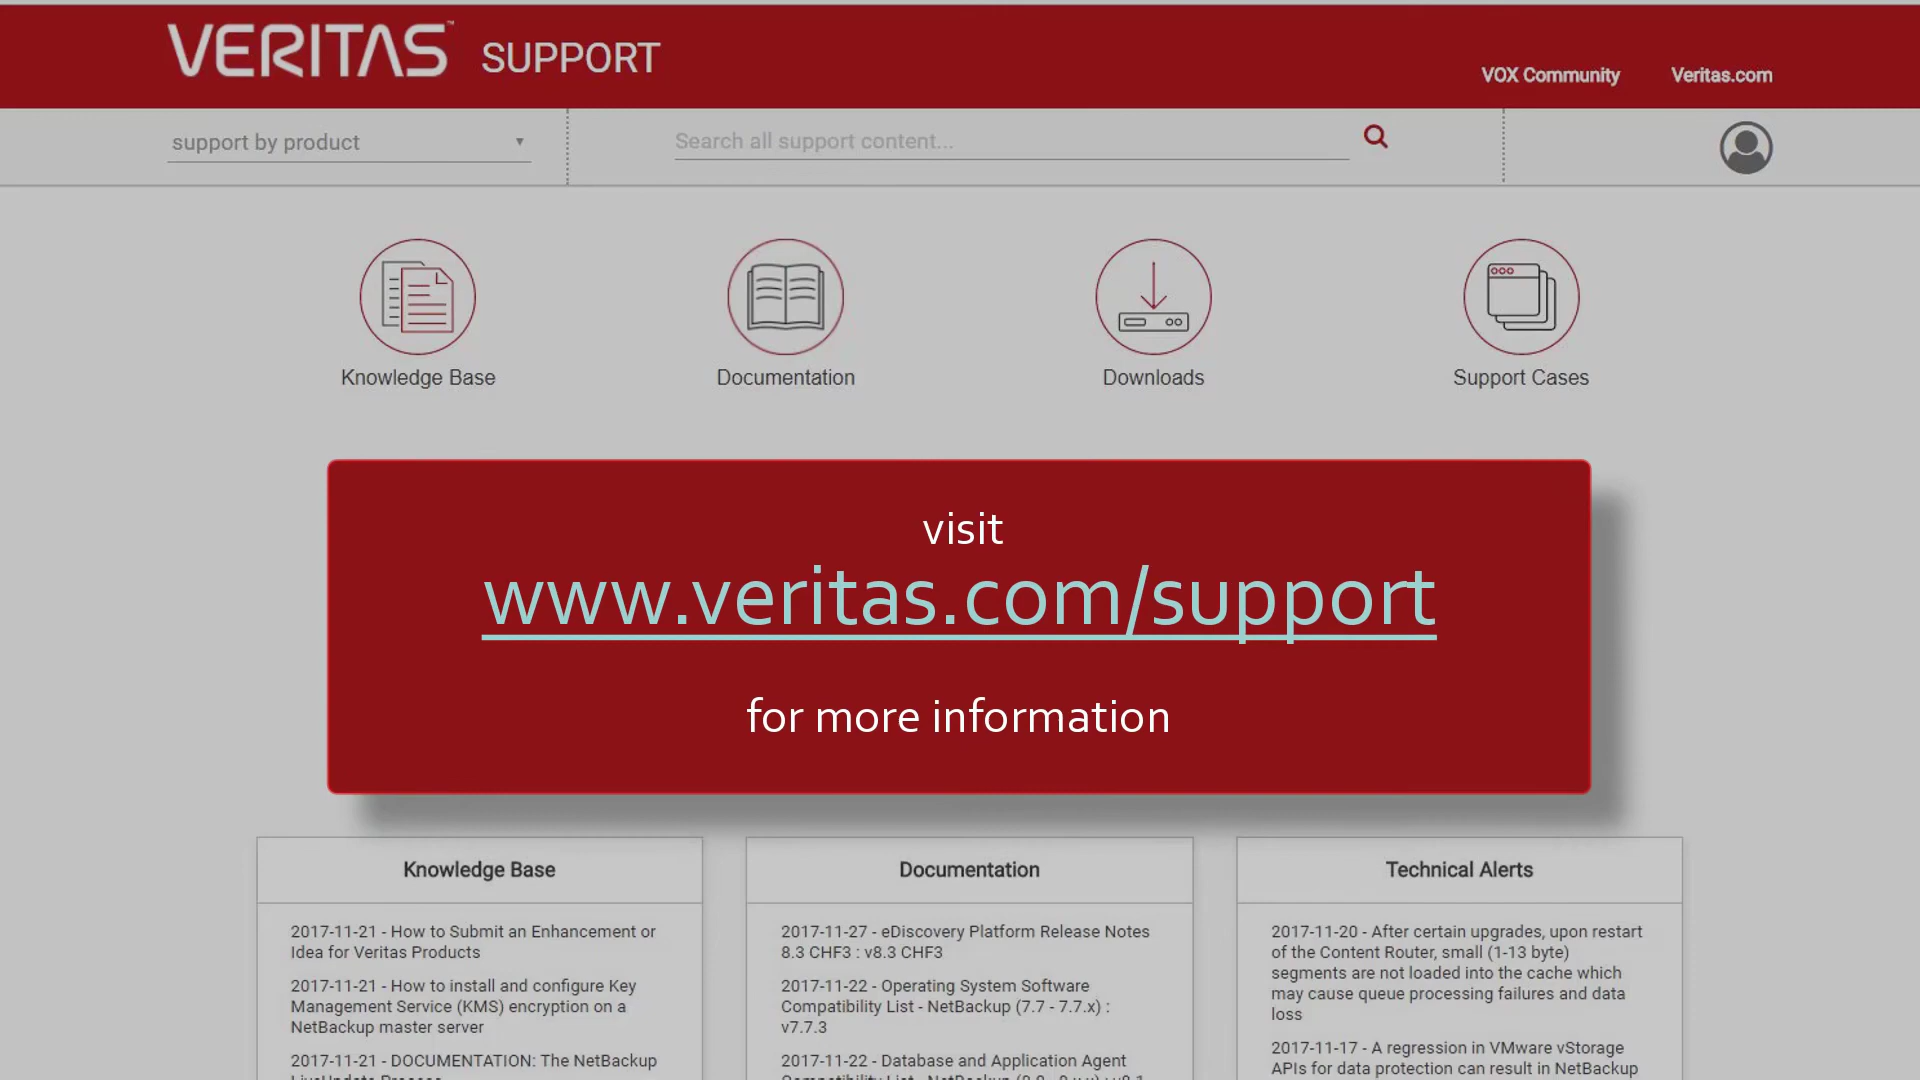 VERITAS™ SUPPORT
VOX Community
Veritas.com
support by product
Search all support content...
Knowledge Base
Documentation
Downloads
Support Cases
visit
www.veritas.com/support
for more information
Knowledge Base
2017-11-21 - How to Submit an Enhancement or
Idea for Veritas Products
2017-11-21 - How to install and configure Key
Management Service (KMS) encryption on a
NetBackup master server
2017-11-21 - DOCUMENTATION: The NetBackup
LiveUpdate Process
Documentation
2017-11-27 - eDiscovery Platform Release Notes
8.3 CHF3 : v8.3 CHF3
2017-11-22 - Operating System Software
Compatibility List - NetBackup (7.7 - 7.7.x) :
v7.7.3
2017-11-22 - Database and Application Agent
Compatibility List - NetBackup
Technical Alerts
2017-11-20 - After certain upgrades, upon restart
of the Content Router, small (1-13 byte)
segments are not loaded into the cache which
may cause queue processing failures and data
loss
2017-11-17 - A regression in VMware vStorage
APIs for data protection can result in NetBackup